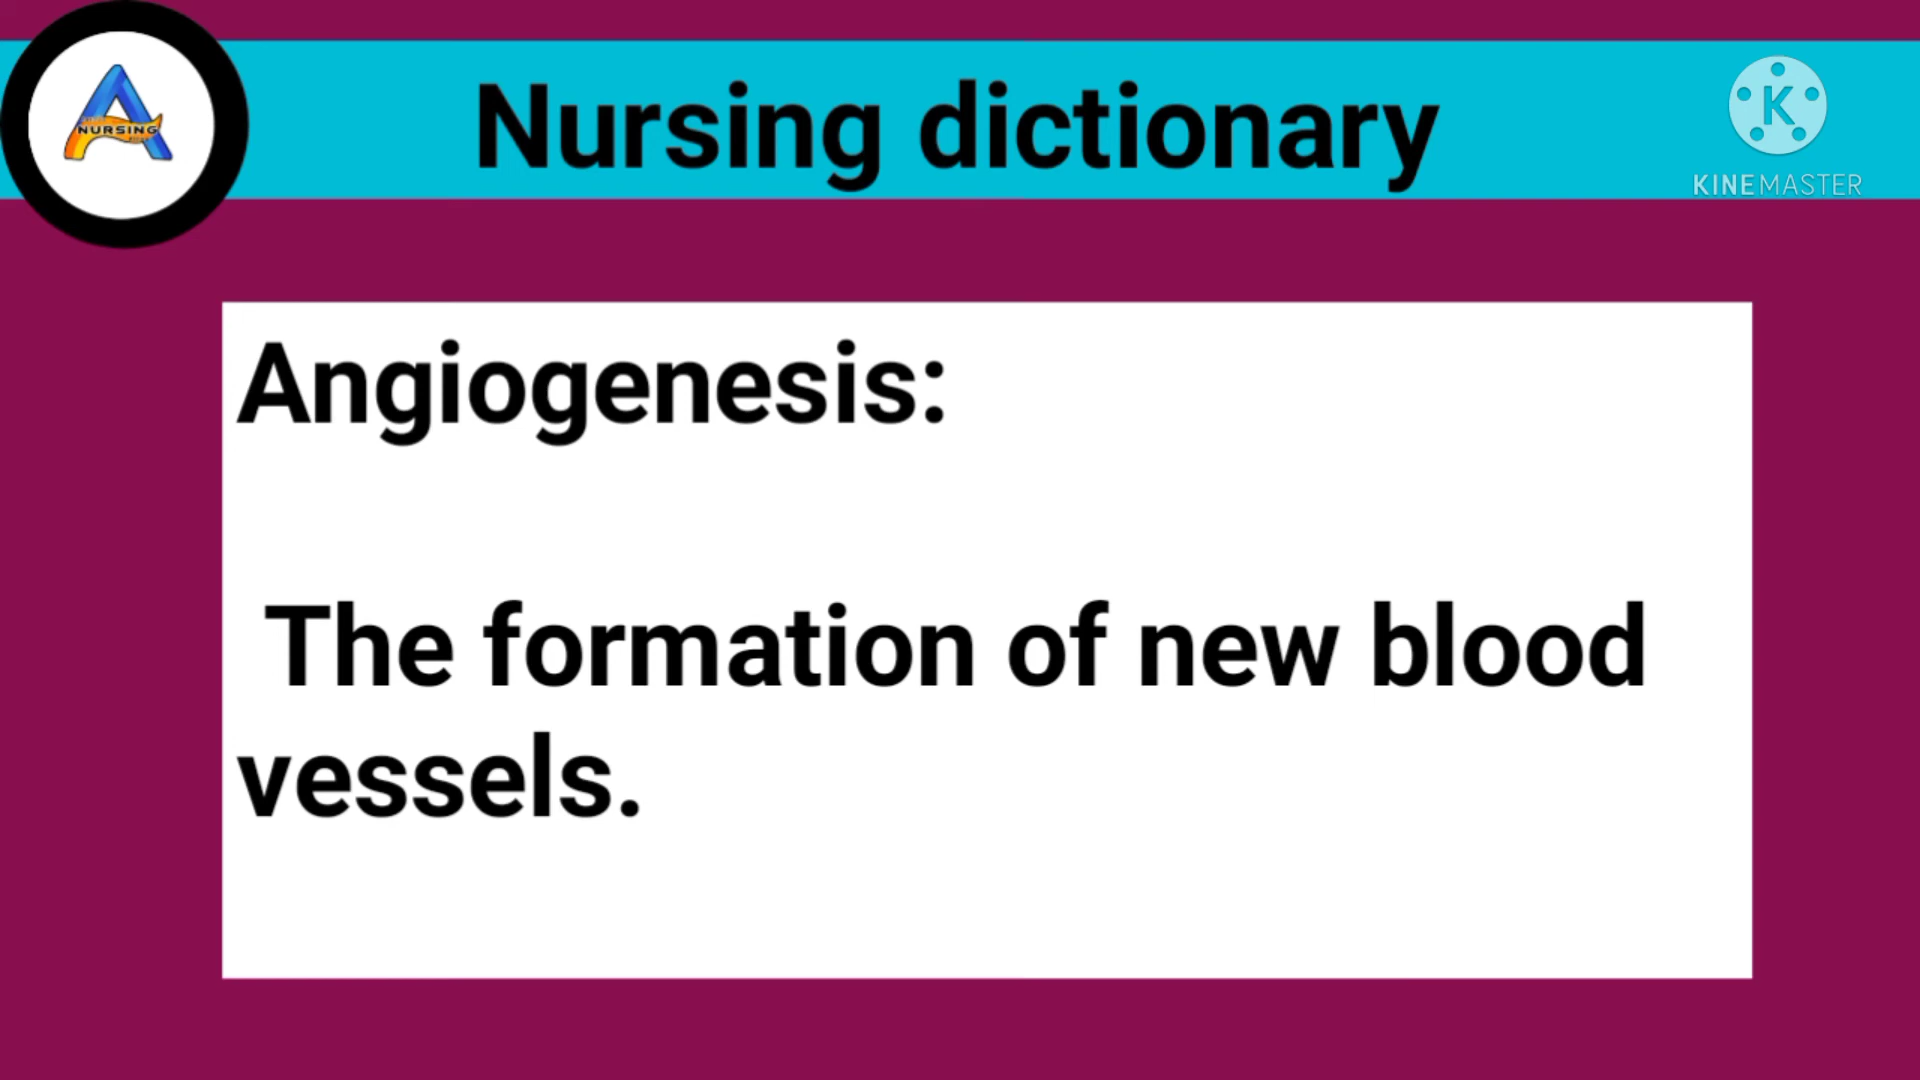 Nursing dictionary
NURSING
K
KINEMASTER
Angiogenesis:
The formation of new blood
vessels.